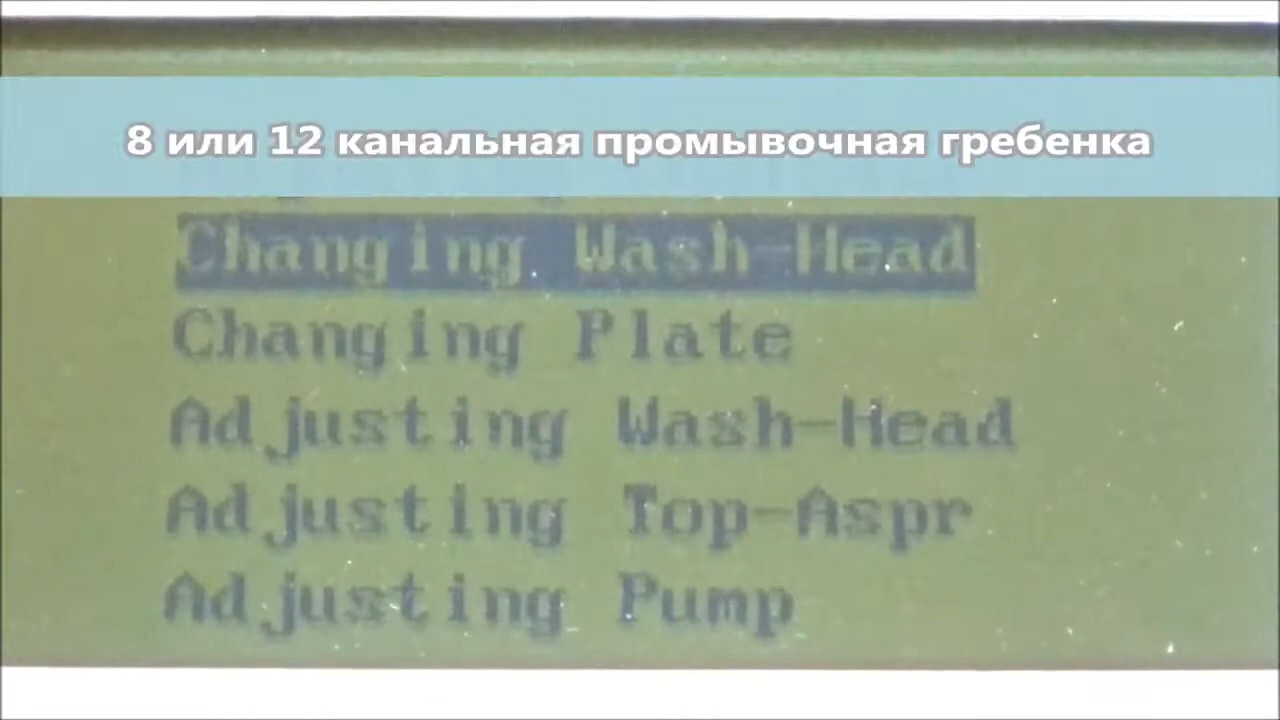 8 или 12 канальная промывочная гребенка
Changing Wash-Head
Changing Plate
Adjusting Wash-Head
Adjusting Top-Aspr
Adjusting Pump